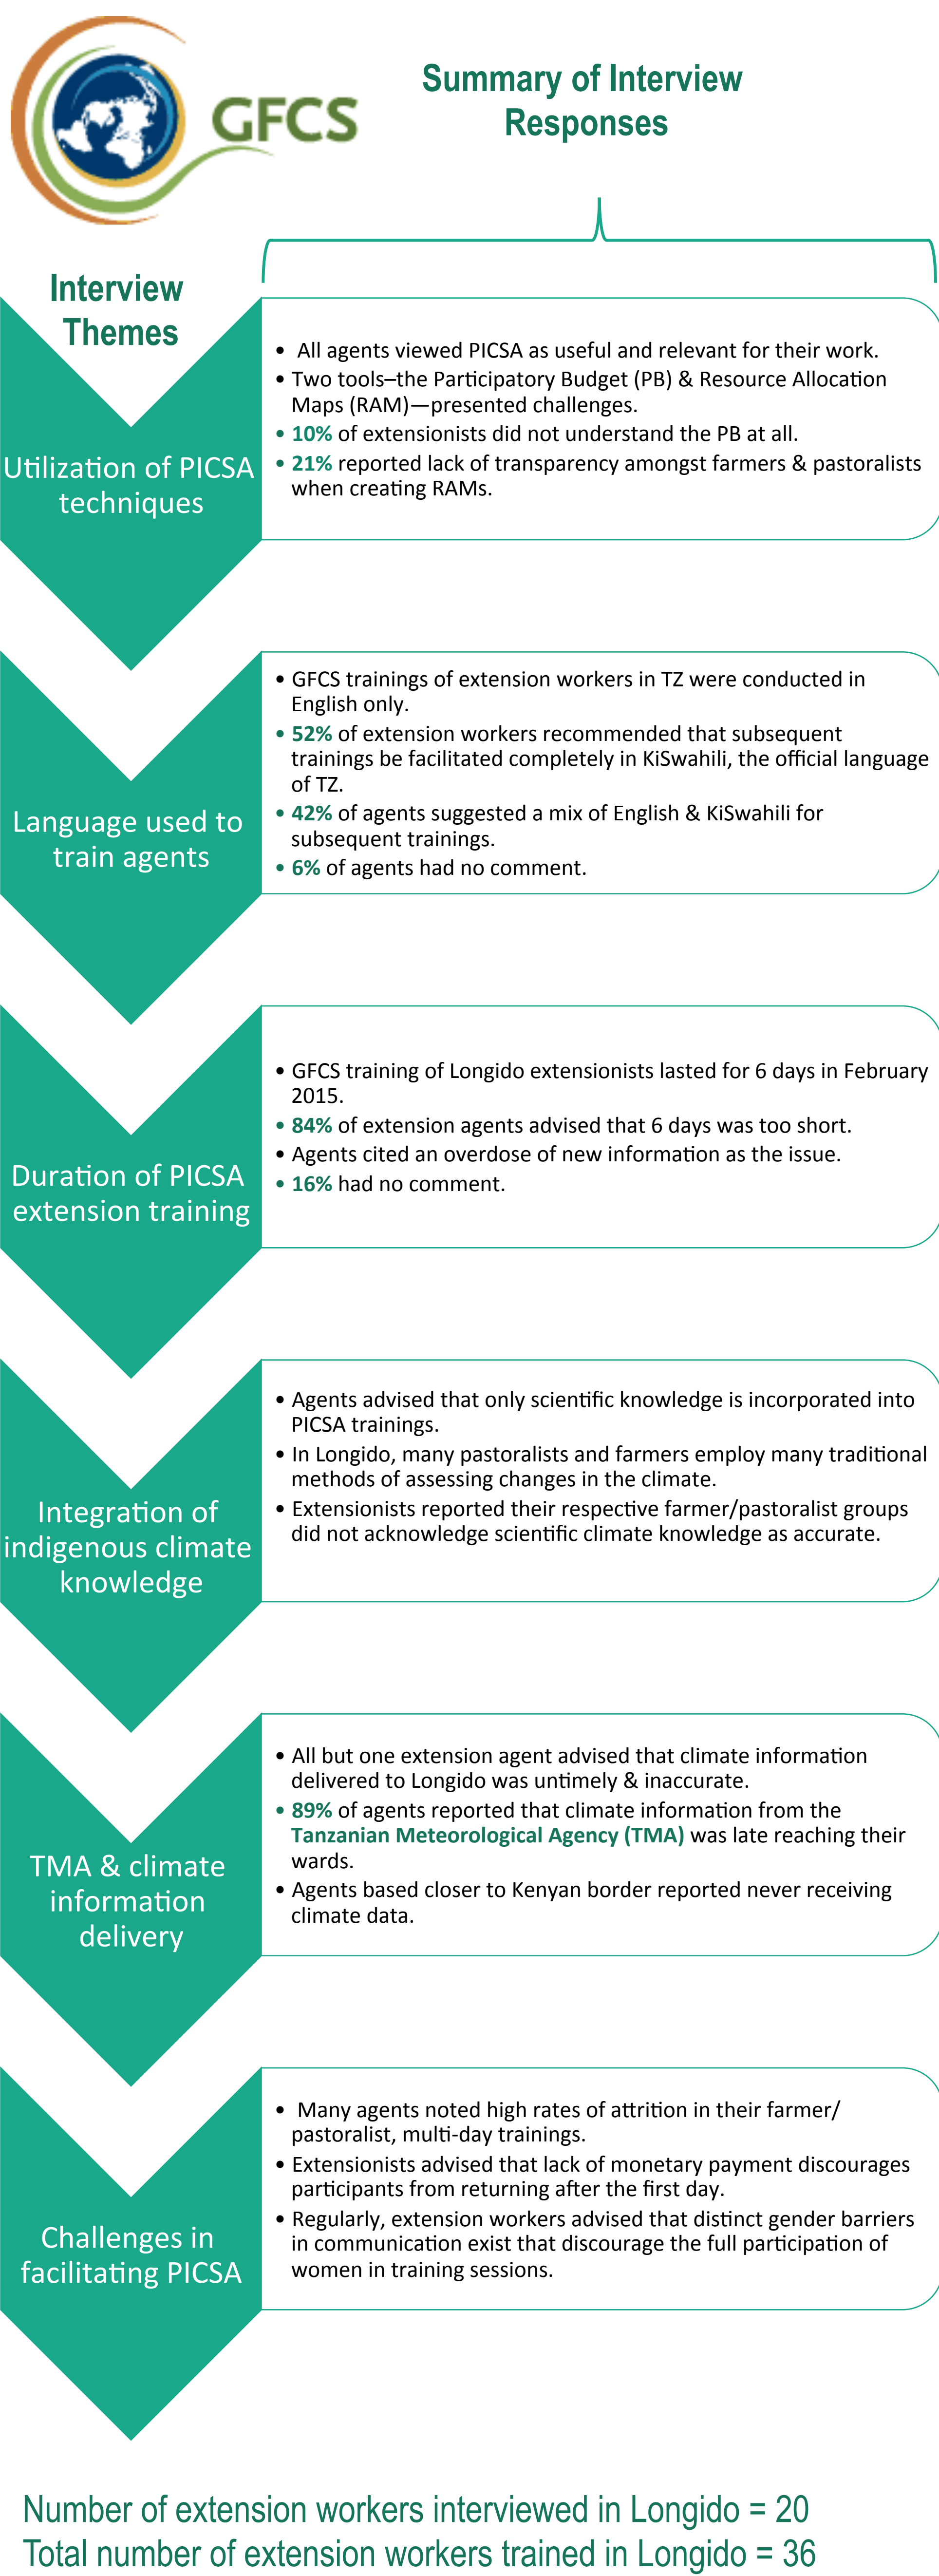 GFCS
Summary of Interview
Responses
Interview
Themes
Utilization of PICSA
techniques
• All agents viewed PICSA as useful and relevant for their work.
• Two tools–the Participatory Budget (PB) & Resource Allocation
Maps (RAM)—presented challenges.
• 10% of extensionists did not understand the PB at all.
• 21% reported lack of transparency amongst farmers & pastoralists
when creating RAMs.
Language used to
train agents
• GFCS trainings of extension workers in TZ were conducted in
English only.
• 52% of extension workers recommended that subsequent
trainings be facilitated completely in KiSwahili, the official language
of TZ.
• 42% of agents suggested a mix of English & KiSwahili for
subsequent trainings.
• 6% of agents had no comment.
Duration of PICSA
extension training
• GFCS training of Longido extensionists lasted for 6 days in February
2015.
• 84% of extension agents advised that 6 days was too short.
• Agents cited an overdose of new information as the issue.
• 16% had no comment.
Integration of
indigenous climate
knowledge
• Agents advised that only scientific knowledge is incorporated into
PICSA trainings.
• In Longido, many pastoralists and farmers employ many traditional
methods of assessing changes in the climate.
• Extensionists reported their respective farmer/pastoralist groups
did not acknowledge scientific climate knowledge as accurate.
TMA & climate
information
delivery
• All but one extension agent advised that climate information
delivered to Longido was untimely & inaccurate.
• 89% of agents reported that climate information from the
Tanzanian Meteorological Agency (TMA) was late reaching their
wards.
• Agents based closer to Kenyan border reported never receiving
climate data.
Challenges in
facilitating PICSA
• Many agents noted high rates of attrition in their farmer/
pastoralist, multi-day trainings.
• Extensionists advised that lack of monetary payment discourages
participants from returning after the first day.
• Regularly, extension workers advised that distinct gender barriers
in communication exist that discourage the full participation of
women in training sessions.
Number of extension workers interviewed in Longido = 20
Total number of extension workers trained in Longido = 36